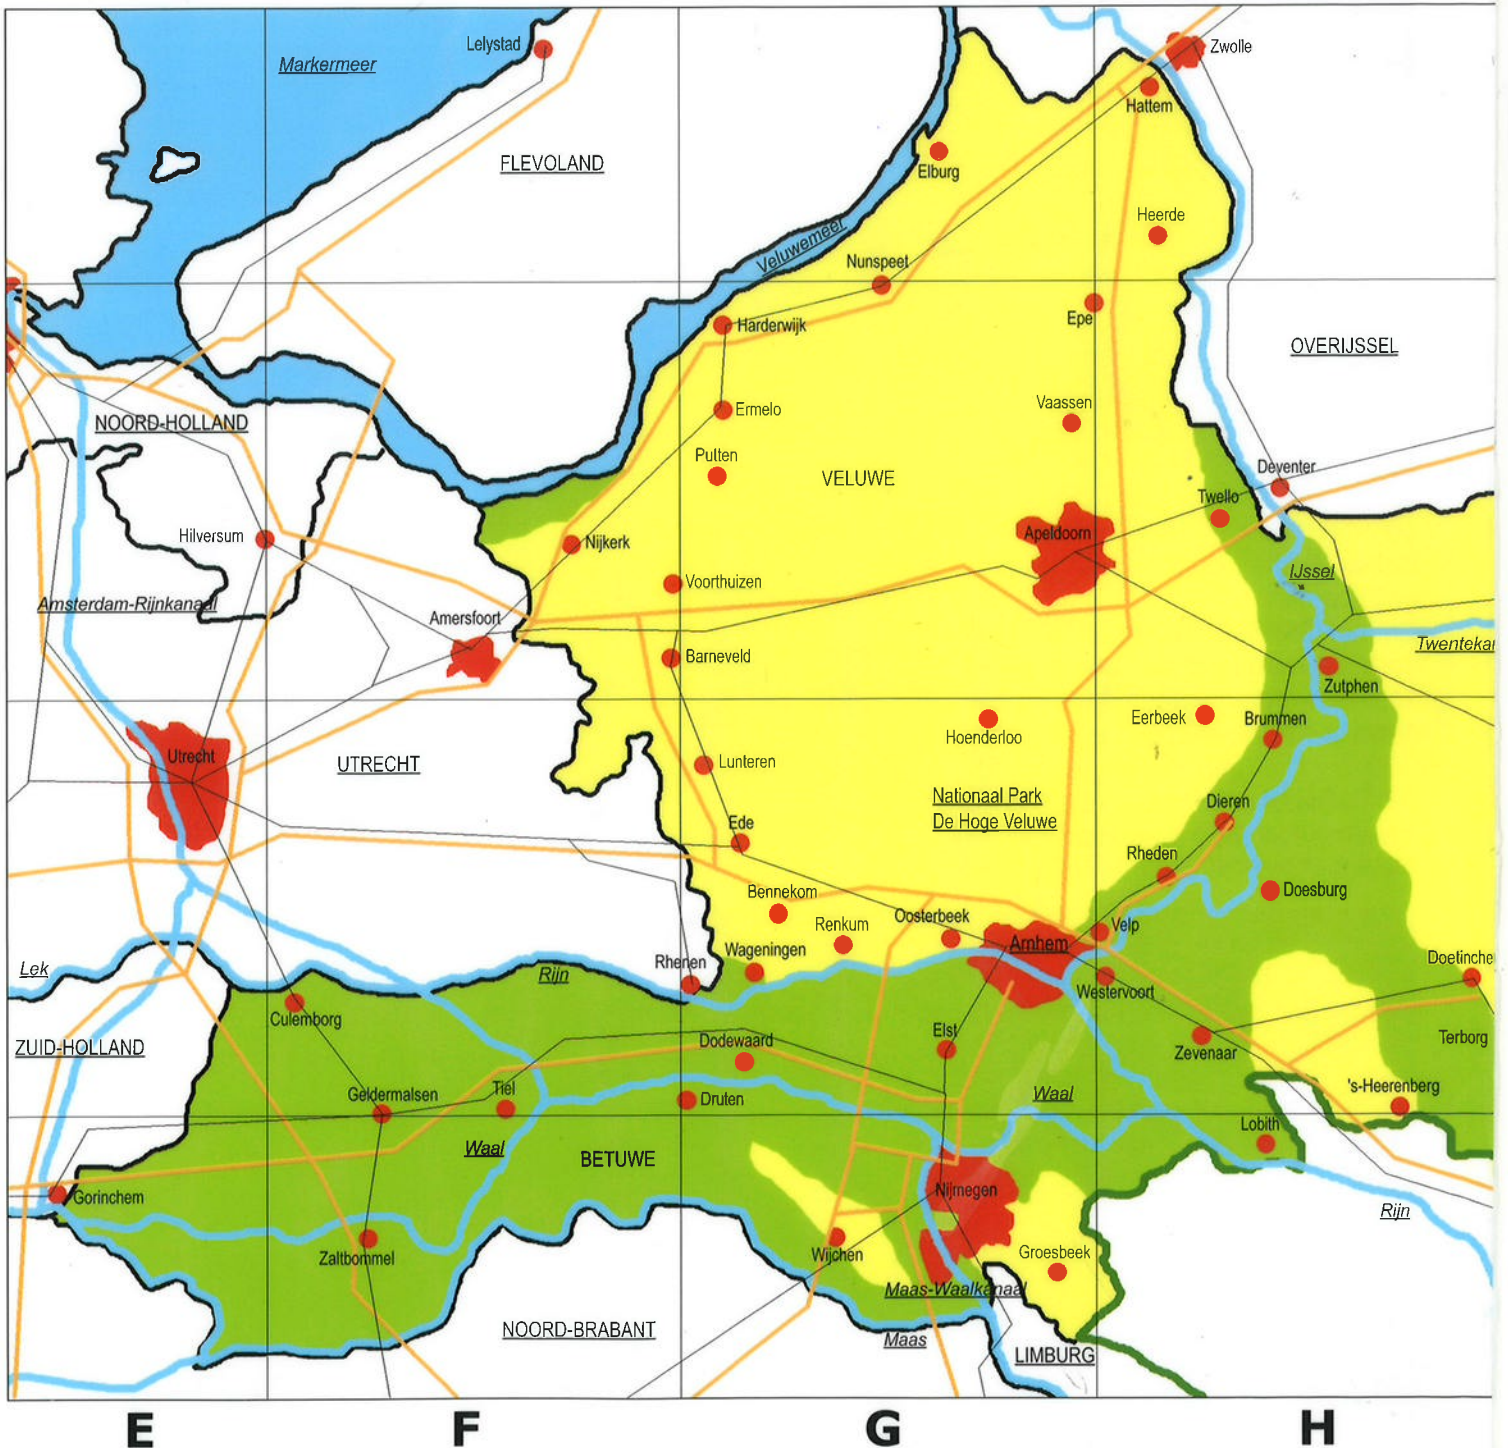 Lelystad
Markermeer
Zwolle
Hattem
FLEVOLAND
Elburg
Heerde
Veluwemeer
Nunspeet
Harderwijk
Epe
OVERIJSSEL
Ermelo
Vaassen
NOORD-HOLLAND
Putten
VELUWE
Deventer
Twello
Hilversum
Nijkerk
Apeldoorn
IJssel
Voorthuizen
Amsterdam-Rijnkanaal
Amersfoort
Barneveld
Twentekan
Zutphen
Hoenderloo
Eerbeek
Brummen
Utrecht
UTRECHT
Lunteren
Nationaal Park
De Hoge Veluwe
Dieren
Ede
Rheden
Bennekom
Doesburg
Renkum
Oosterbeek
Velp
Arnhem
Wageningen
Rhenen
Lek
Rijn
Doetinche
Westervoort
Culemborg
Elst
Dodewaard
ZUID-HOLLAND
Zevenaar
Terborg
Geldermalsen
Tiel
Druten
Waal
's-Heerenberg
Lobith
Waal
BETUWE
Gorinchem
Nijmegen
Rijn
Zaltbommel
Wijchen
Groesbeek
Maas-Waalkanaal
NOORD-BRABANT
Maas
LIMBURG
E F G H